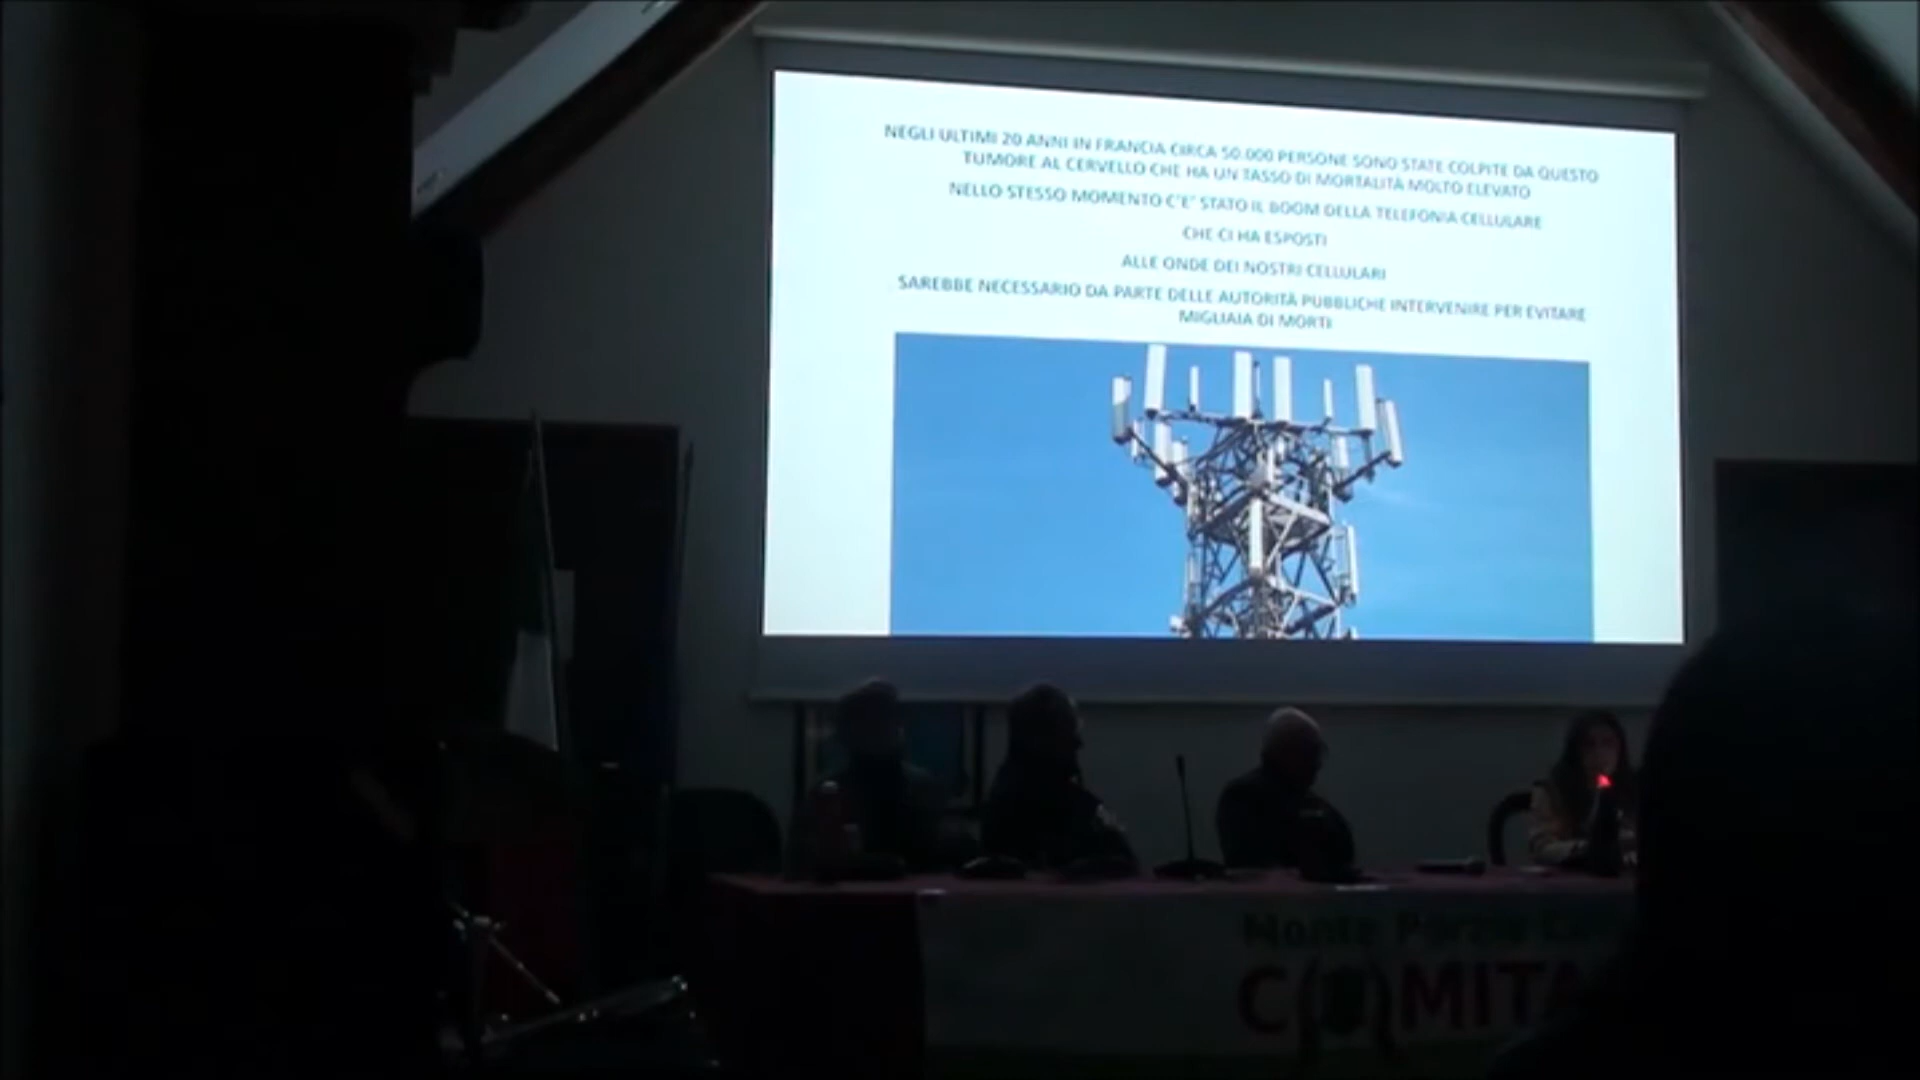 NEGLI ULTIMI 20 ANNI IN FRANCIA CIRCA 50.000 PERSONE SONO STATE COLPITE DA QUESTO
TUMORE AL CERVELLO CHE HA UN TASSO DI MORTALITÀ MOLTO ELEVATO
NELLO STESSO MOMENTO C'E' STATO IL BOOM DELLA TELEFONIA CELLULARE
CHE CI HA ESPOSTI
ALLE ONDE DEI NOSTRI CELLULARI
SAREBBE NECESSARIO DA PARTE DELLE AUTORITÀ PUBBLICHE INTERVENIRE PER EVITARE
MIGLIAIA DI MORTI
Monte Porzio
COMITA